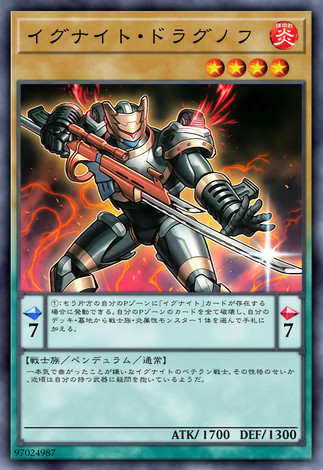 イグナイト・ドラグノフ
ほのお
炎
①:もう片方の自分のPゾーンに「イグナイト」カードが存在する
場合に発動できる。自分のPゾーンのカードを全て破壊し、自分の
デッキ・墓地から戦士族・炎属性モンスター1体を選んで手札に
加える。
7
7
【戦士族/ペンデュラム/通常】
一本気で曲がったことが嫌いなイグナイトのベテラン戦士。その性格のせいか、
近頃は自分の持つ武器に疑問を抱いているようだ。
ATK/1700 DEF/1300
97024987